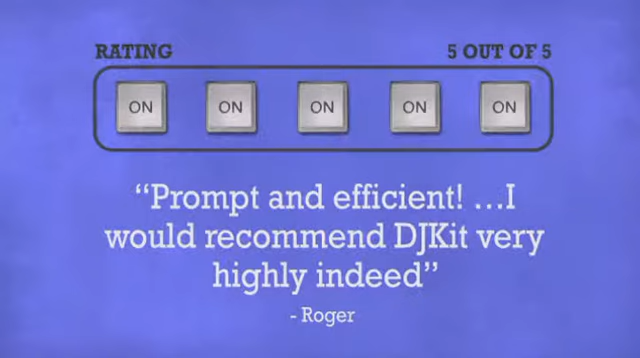 RATING 5 OUT OF 5
ON ON ON ON ON
“Prompt and efficient! ...I
would recommend DJKit very
highly indeed”
- Roger